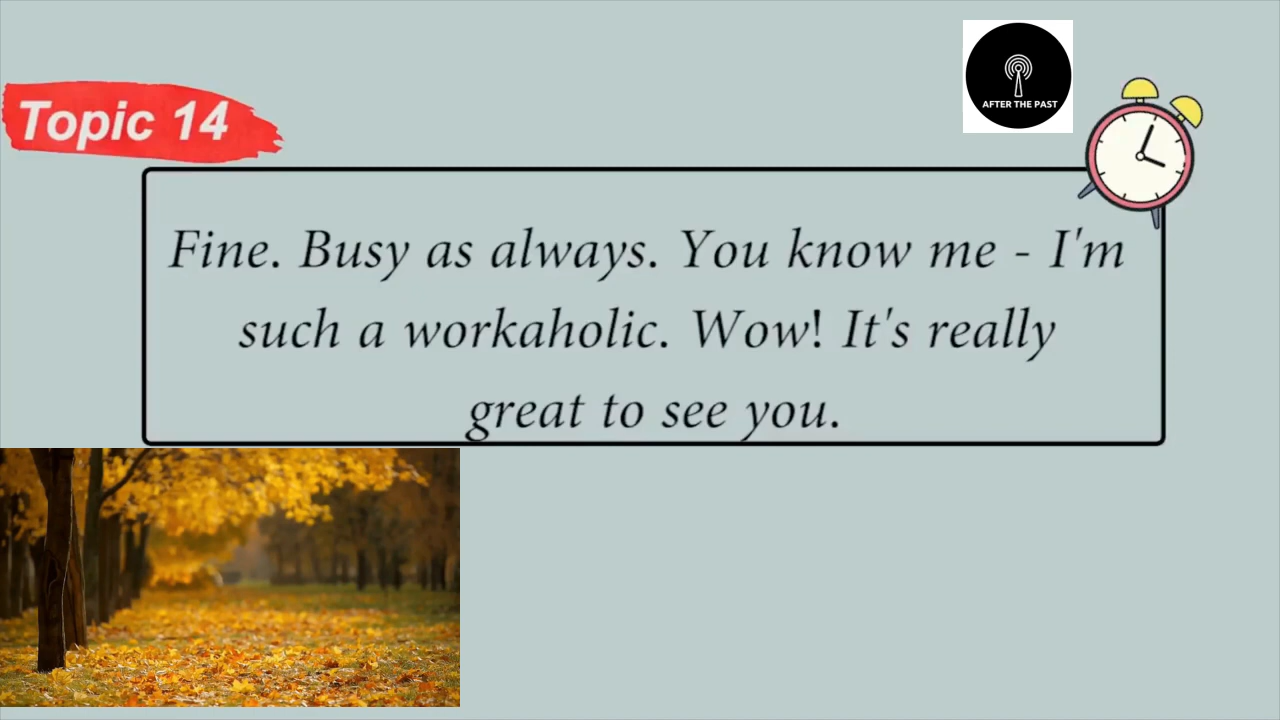 AFTER THE PAST
Topic 14
Fine. Busy as always. You know me - I'm
such a workaholic. Wow! It's really
great to see you.